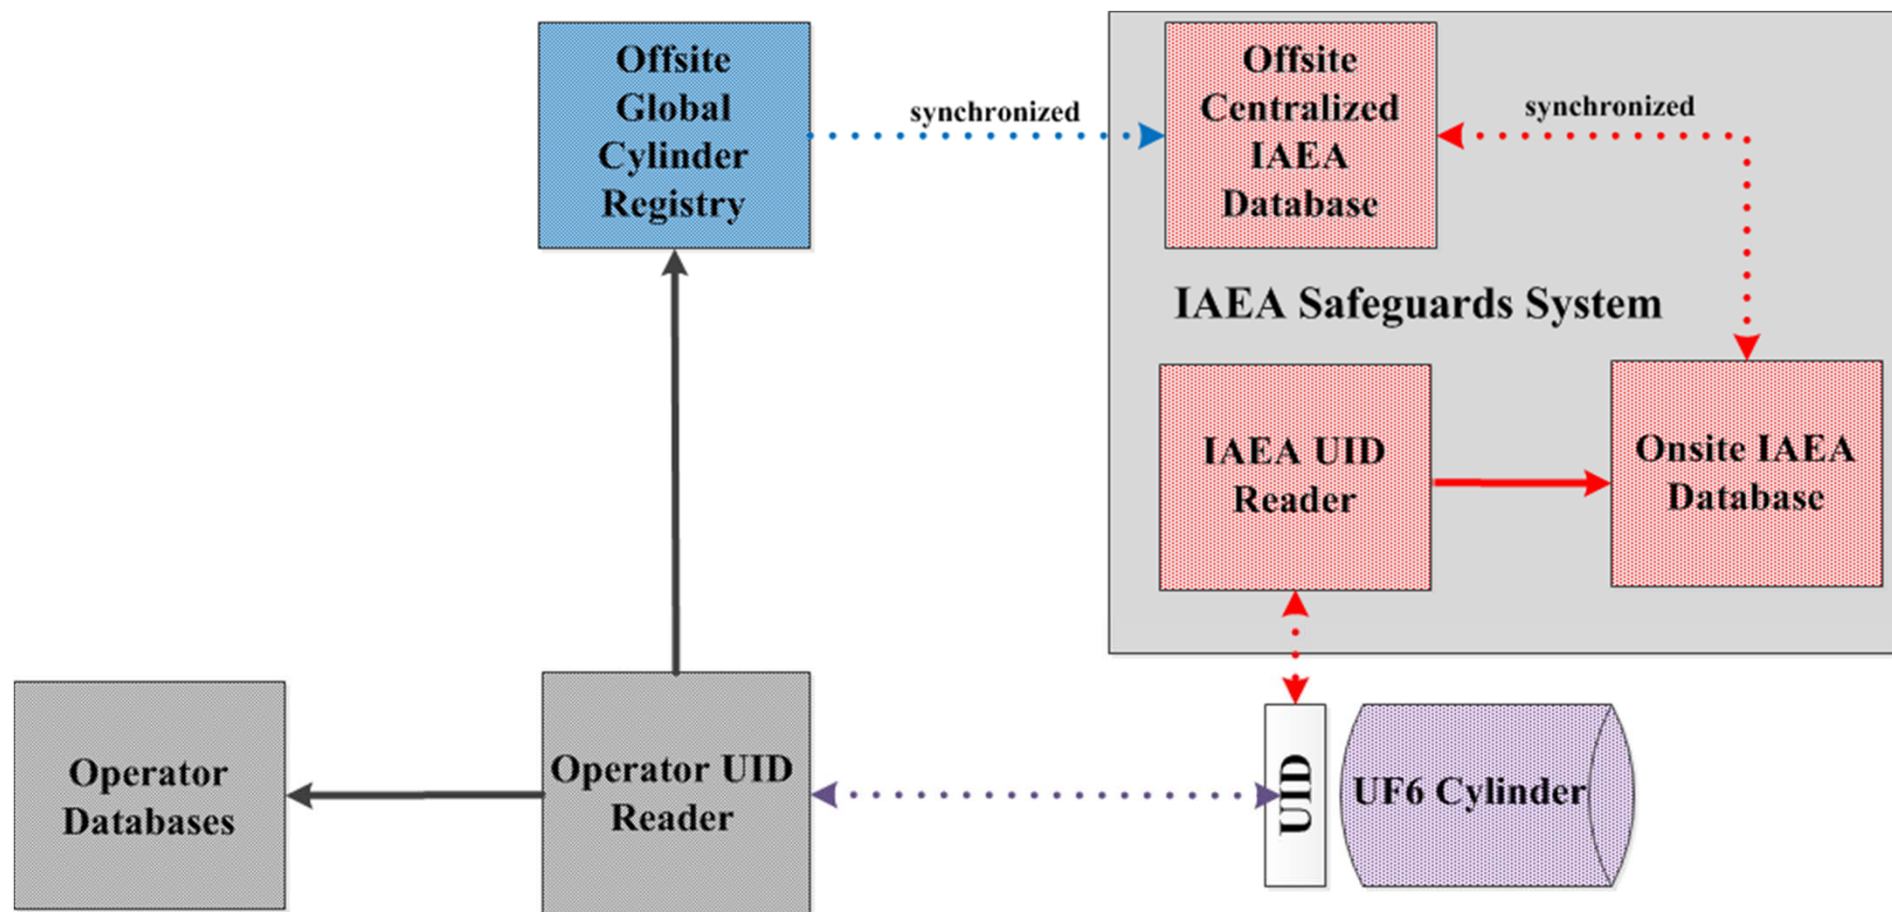 Offsite
Global
Cylinder
Registry
synchronized
Offsite
Centralized
IAEA
Database
synchronized
IAEA Safeguards System
IAEA UID
Reader
Onsite IAEA
Database
Operator
Databases
Operator UID
Reader
UID
UF6 Cylinder